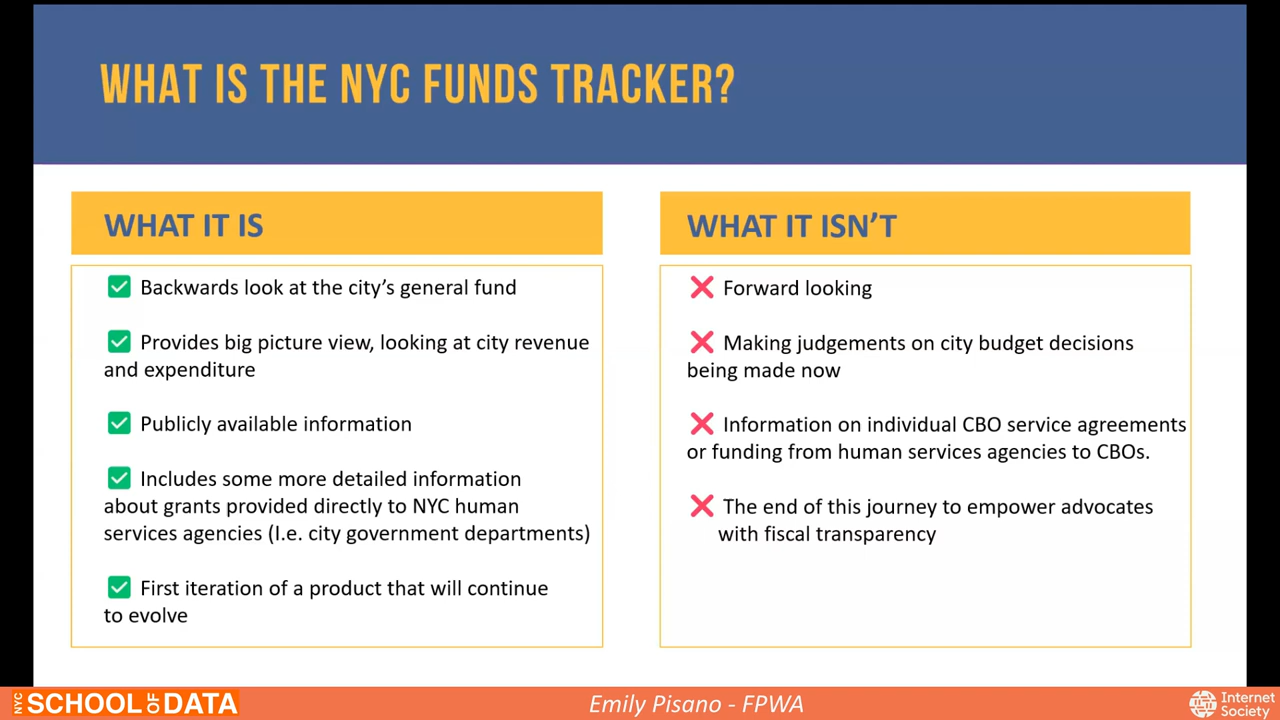 WHAT IS THE NYC FUNDS TRACKER?
WHAT IT IS
Backwards look at the city’s general fund
Provides big picture view, looking at city revenue
and expenditure
Publicly available information
Includes some more detailed information
about grants provided directly to NYC human
services agencies (I.e. city government departments)
First iteration of a product that will continue
to evolve
WHAT IT ISN’T
Forward looking
Making judgements on city budget decisions
being made now
Information on individual CBO service agreements
or funding from human services agencies to CBOs.
The end of this journey to empower advocates
with fiscal transparency
NYC SCHOOL OF DATA
Emily Pisano - FPWA
Internet
Society